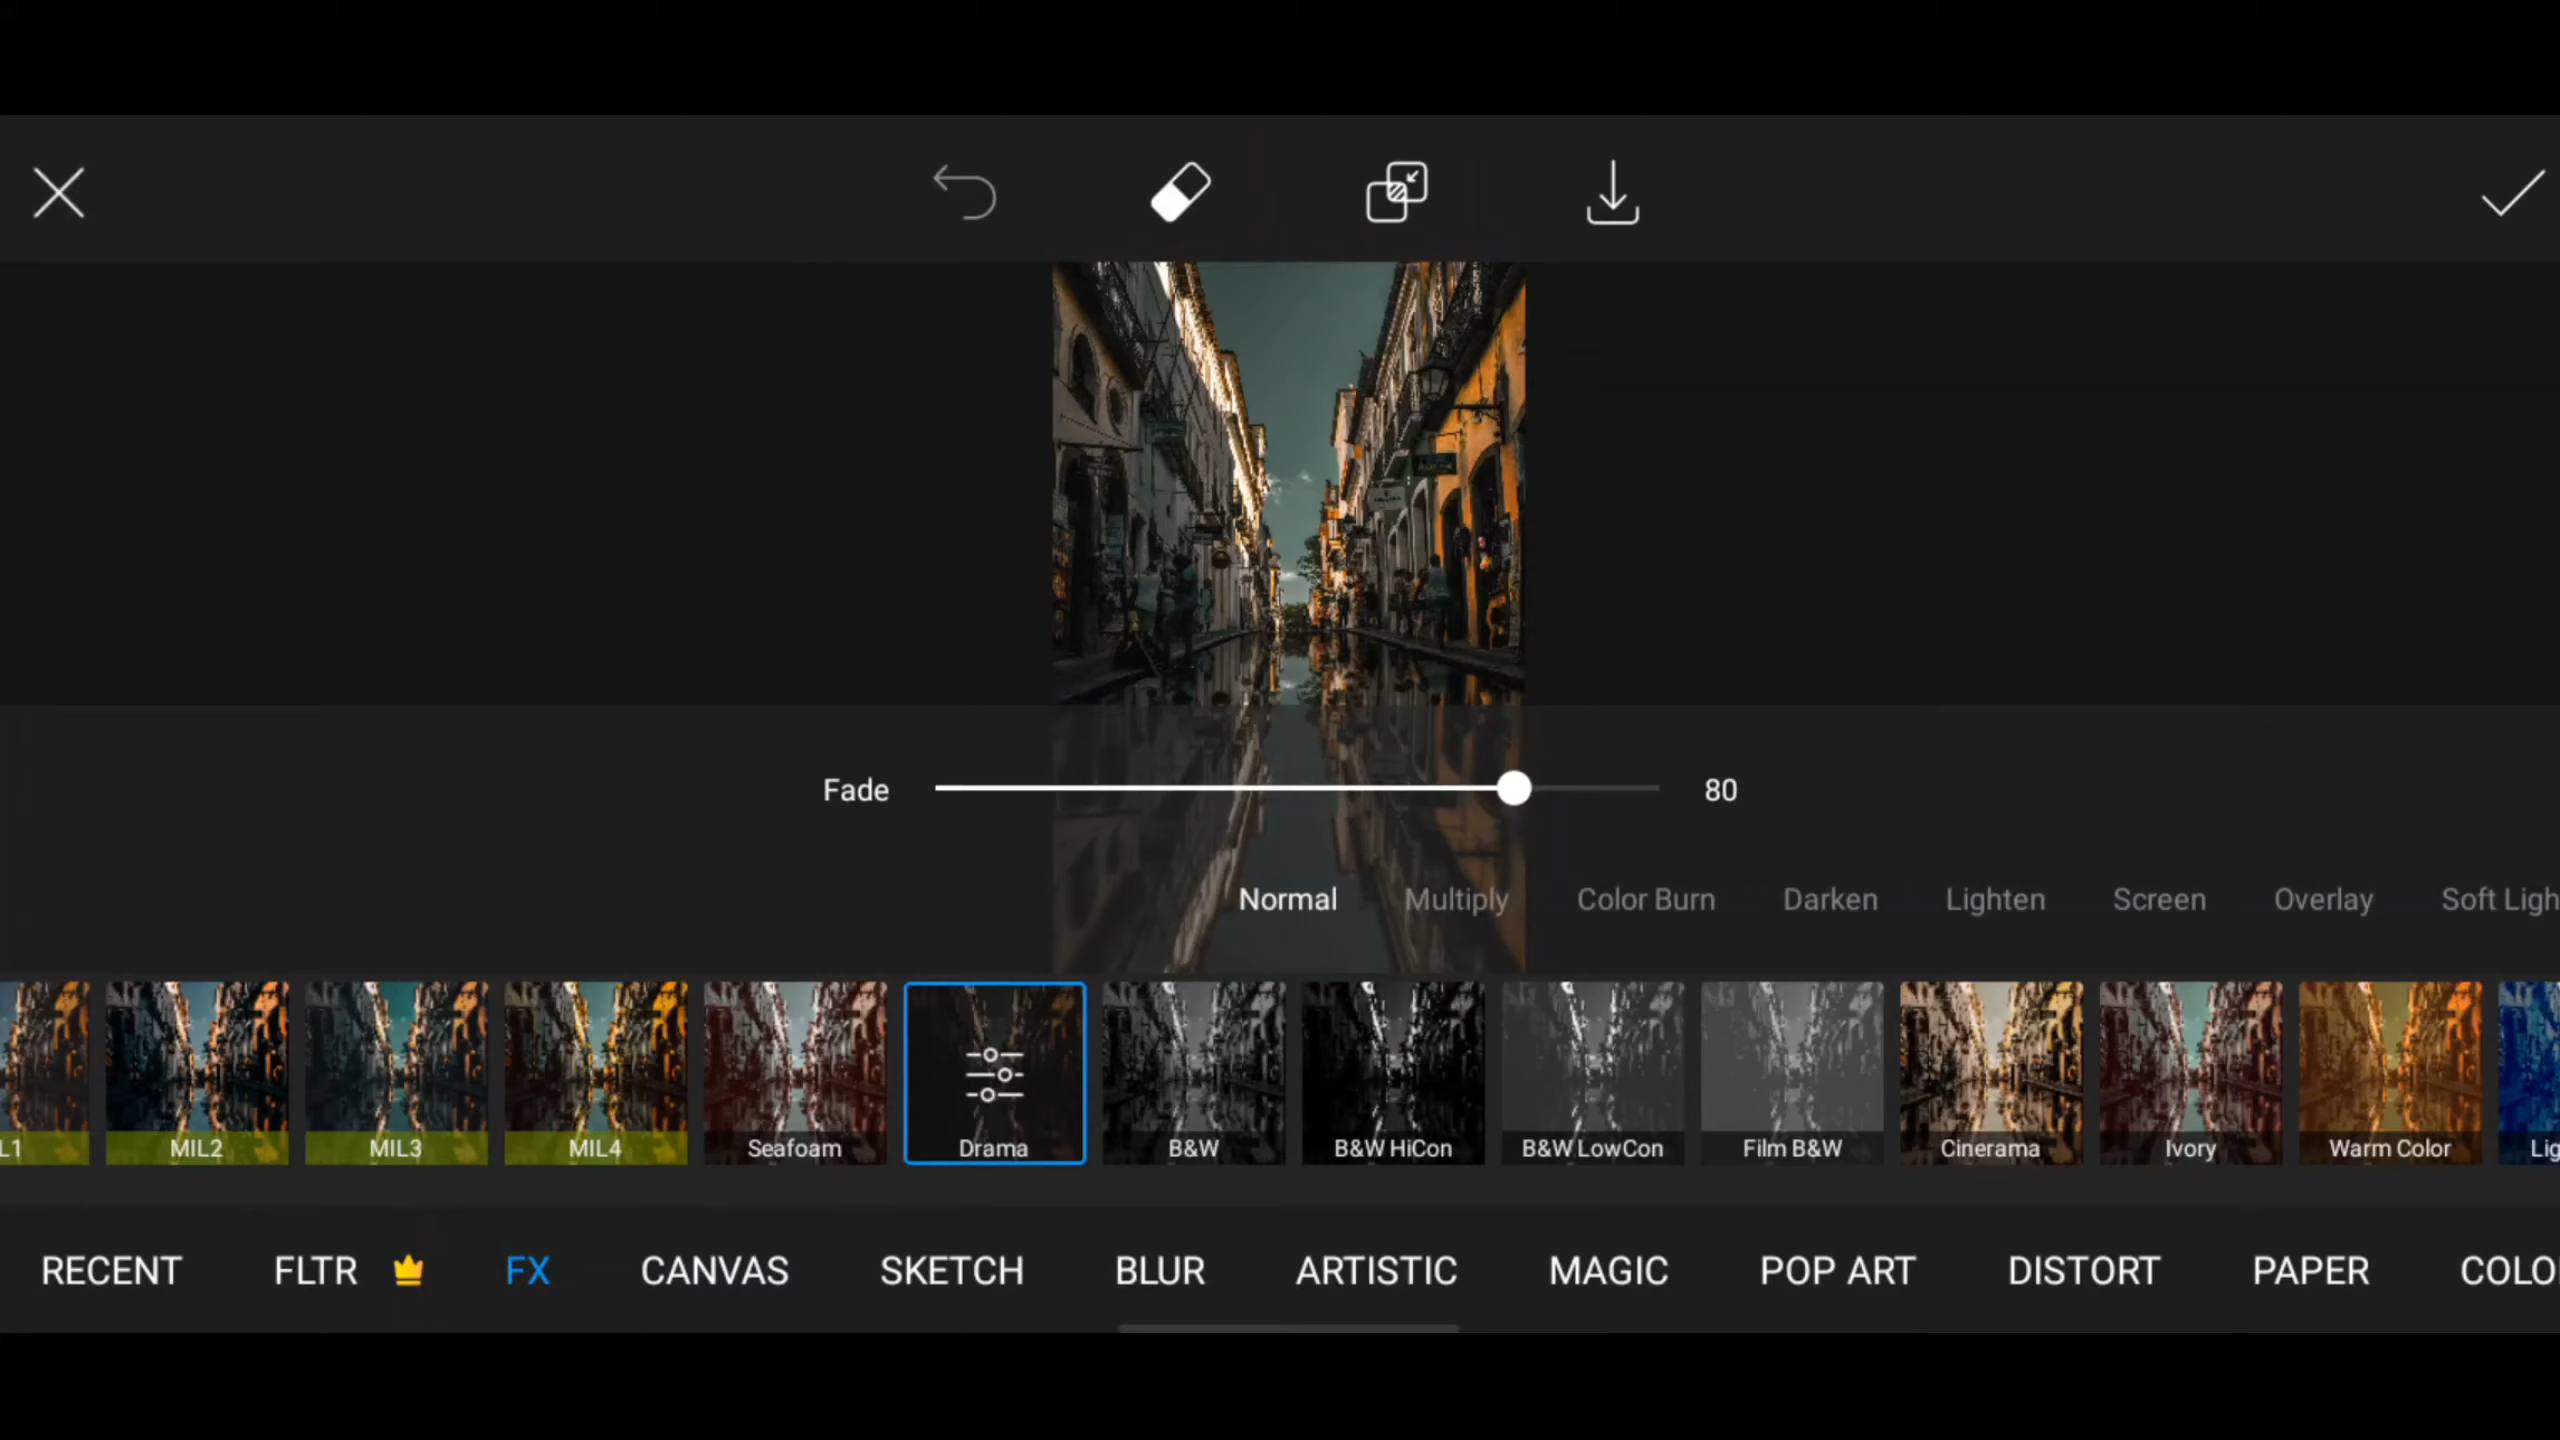 Fade 80
Normal Multiply Color Burn Darken Lighten Screen Overlay Soft Ligh
L1 MIL2 MIL3 MIL4 Seafoam Drama B&W B&W HiCon B&W LowCon Film B&W Cinerama Ivory Warm Color Lig
RECENT FLTR FX CANVAS SKETCH BLUR ARTISTIC MAGIC POP ART DISTORT PAPER COLO